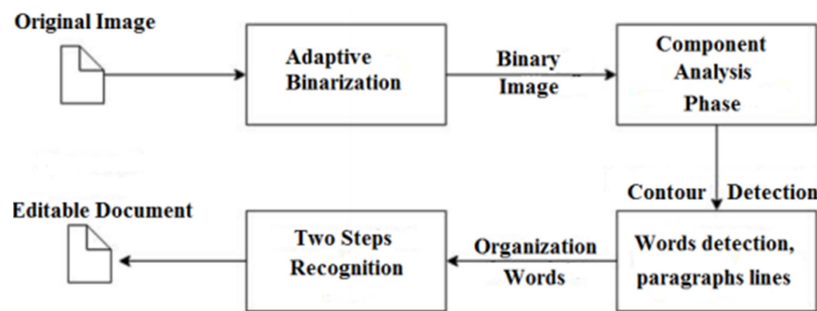 Original Image
Adaptive
Binarization
Binary
Image
Component
Analysis
Phase
Contour Detection
Words detection,
paragraphs lines
Organization
Words
Two Steps
Recognition
Editable Document